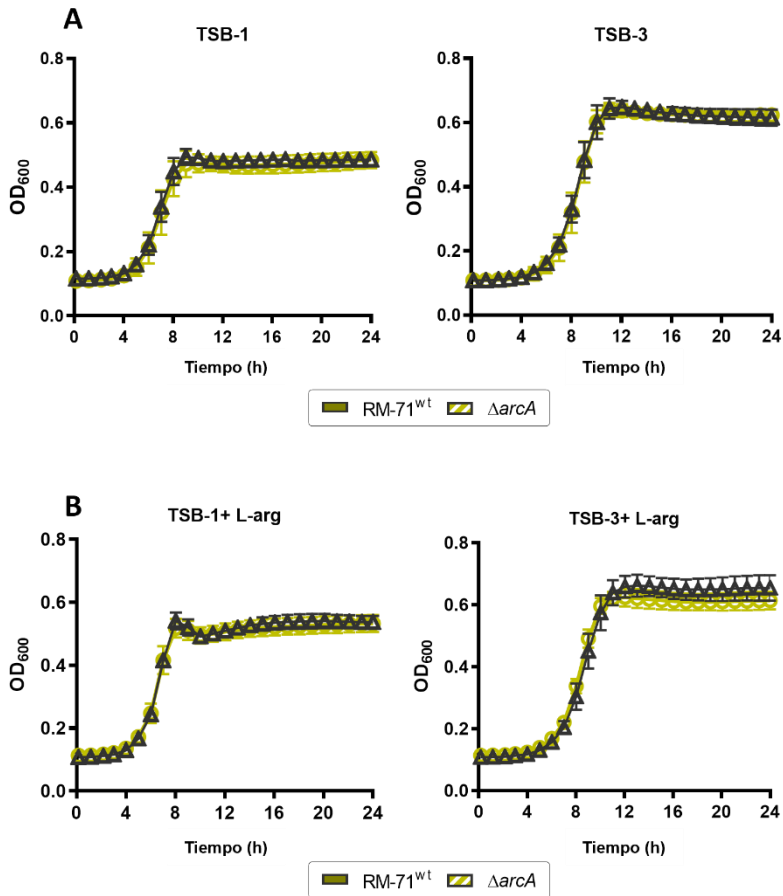 A
TSB-1
TSB-3
OD600
0.8
0.6
0.4
0.2
0.0
0 4 8 12 16 20 24
Tiempo (h)
OD600
0.8
0.6
0.4
0.2
0.0
0 4 8 12 16 20 24
Tiempo (h)
RM-71wt ΔarcA
B
TSB-1+ L-arg
TSB-3+ L-arg
OD600
0.8
0.6
0.4
0.2
0.0
0 4 8 12 16 20 24
Tiempo (h)
OD600
0.8
0.6
0.4
0.2
0.0
0 4 8 12 16 20 24
Tiempo (h)
RM-71wt ΔarcA